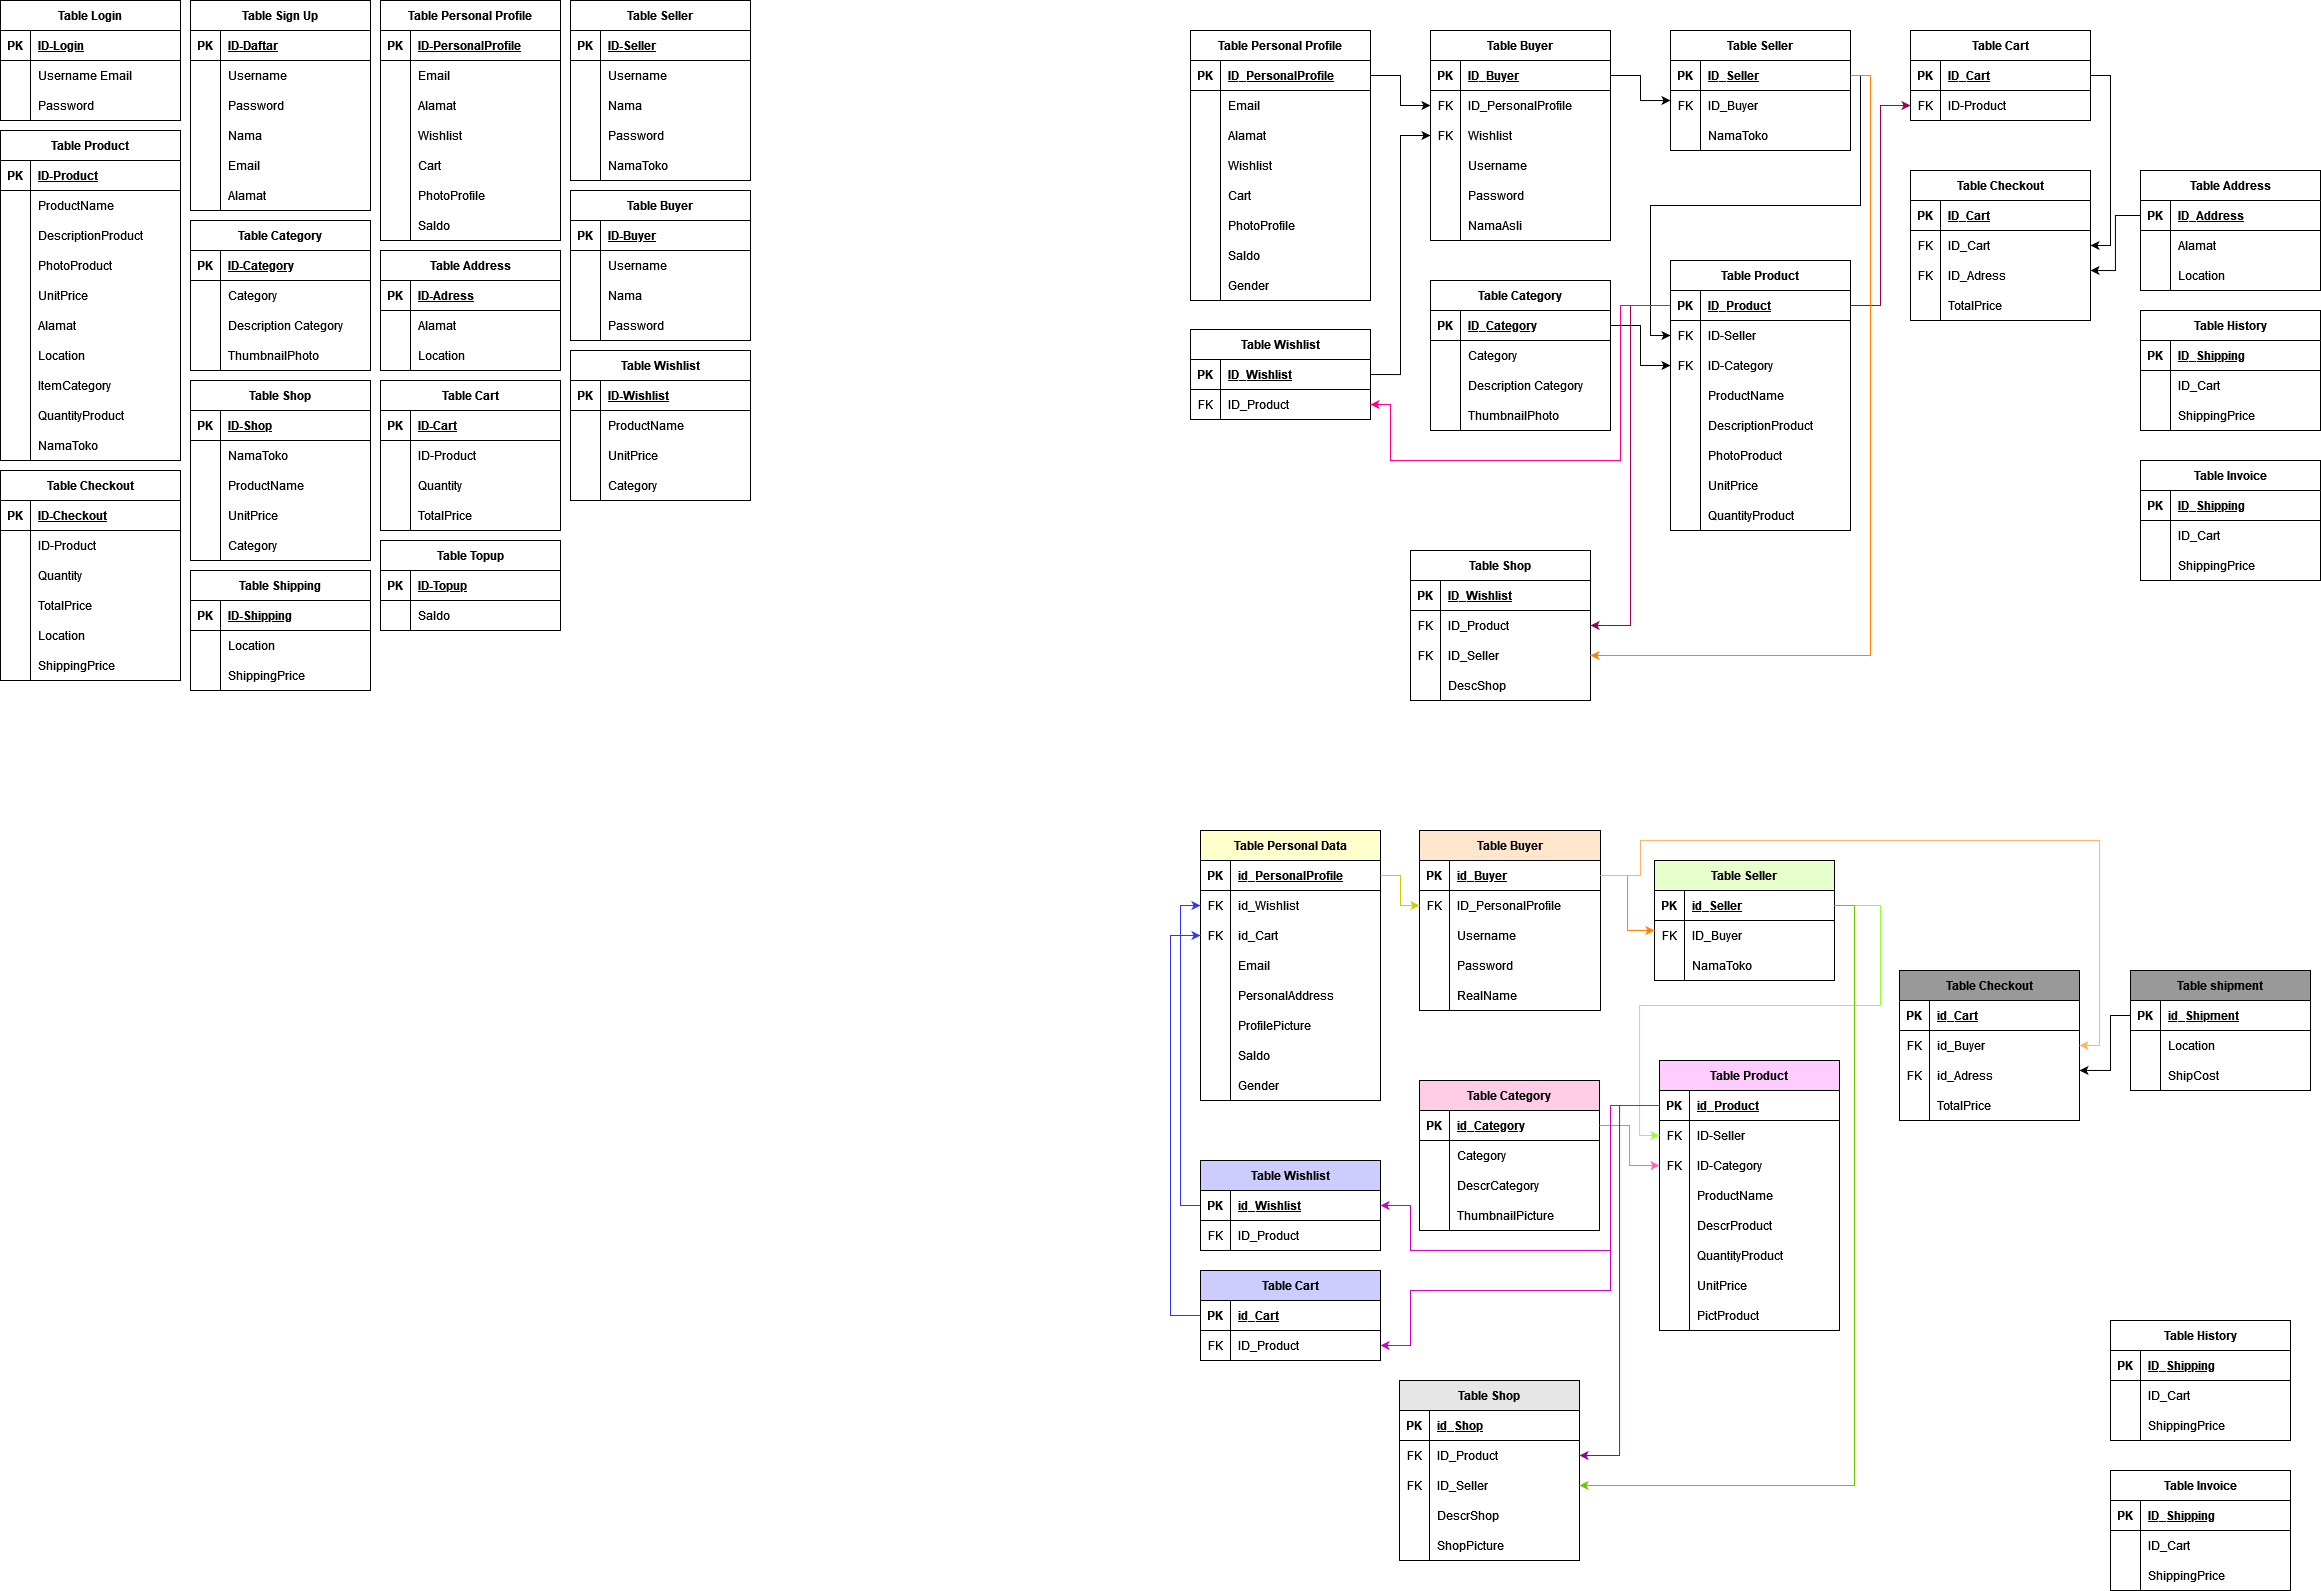 Table Login
PK ID-Login
Username Email
Password
Table Product
PK ID-Product
ProductName
DescriptionProduct
PhotoProduct
UnitPrice
Alamat
Location
ItemCategory
QuantityProduct
NamaToko
Table Checkout
PK ID-Checkout
ID-Product
Quantity
TotalPrice
Location
ShippingPrice
Table Sign Up
PK ID-Daftar
Username
Password
Nama
Email
Alamat
Table Category
PK ID-Category
Category
Description Category
ThumbnailPhoto
Table Shop
PK ID-Shop
NamaToko
ProductName
UnitPrice
Category
Table Shipping
PK ID-Shipping
Location
ShippingPrice
Table Personal Profile
PK ID-PersonalProfile
Email
Alamat
Wishlist
Cart
PhotoProfile
Saldo
Table Address
PK ID-Adress
Alamat
Location
Table Cart
PK ID-Cart
ID-Product
Quantity
TotalPrice
Table Topup
PK ID-Topup
Saldo
Table Seller
PK ID-Seller
Username
Nama
Password
NamaToko
Table Buyer
PK ID-Buyer
Username
Nama
Password
Table Wishlist
PK ID-Wishlist
ProductName
UnitPrice
Category
Table Personal Profile
PK ID_PersonalProfile
Email
Alamat
Wishlist
Cart
PhotoProfile
Saldo
Gender
Table Wishlist
PK ID_Wishlist
FK ID_Product
Table Buyer
PK ID_Buyer
FK ID_PersonalProfile
FK Wishlist
Username
Password
NamaAsli
Table Category
PK ID_Category
Category
Description Category
ThumbnailPhoto
Table Shop
PK ID_Wishlist
FK ID_Product
FK ID_Seller
DescShop
Table Seller
PK ID_Seller
FK ID_Buyer
NamaToko
Table Product
PK ID_Product
FK ID-Seller
FK ID-Category
ProductName
DescriptionProduct
PhotoProduct
UnitPrice
QuantityProduct
Table Cart
PK ID_Cart
FK ID-Product
Table Checkout
PK ID_Cart
FK ID_Cart
FK ID_Adress
TotalPrice
Table Address
PK ID_Address
Alamat
Location
Table History
PK ID_Shipping
ID_Cart
ShippingPrice
Table Invoice
PK ID_Shipping
ID_Cart
ShippingPrice
Table Personal Data
PK id_PersonalProfile
FK id_Wishlist
FK id_Cart
Email
PersonalAddress
ProfilePicture
Saldo
Gender
Table Wishlist
PK id_Wishlist
FK ID_Product
Table Cart
PK id_Cart
FK ID_Product
Table Buyer
PK id_Buyer
FK ID_PersonalProfile
Username
Password
RealName
Table Category
PK id_Category
Category
DescrCategory
ThumbnailPicture
Table Shop
PK id_Shop
FK ID_Product
FK ID_Seller
DescrShop
ShopPicture
Table Seller
PK id_Seller
FK ID_Buyer
NamaToko
Table Product
PK id_Product
FK ID-Seller
FK ID-Category
ProductName
DescrProduct
QuantityProduct
UnitPrice
PictProduct
Table Checkout
PK id_Cart
FK id_Buyer
FK id_Adress
TotalPrice
Table shipment
PK id_Shipment
Location
ShipCost
Table History
PK ID_Shipping
ID_Cart
ShippingPrice
Table Invoice
PK ID_Shipping
ID_Cart
ShippingPrice